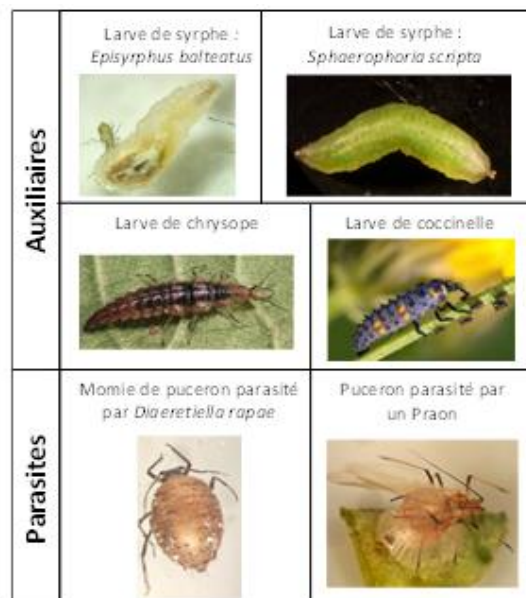 Auxiliaires
Larve de syrphe :
Episyrphus balteatus
Larve de syrphe :
Sphaerophoria scripta
Larve de chrysope
Larve de coccinelle
Parasites
Momie de puceron parasité
par Diaeretiella rapae
Puceron parasité par
un Praon